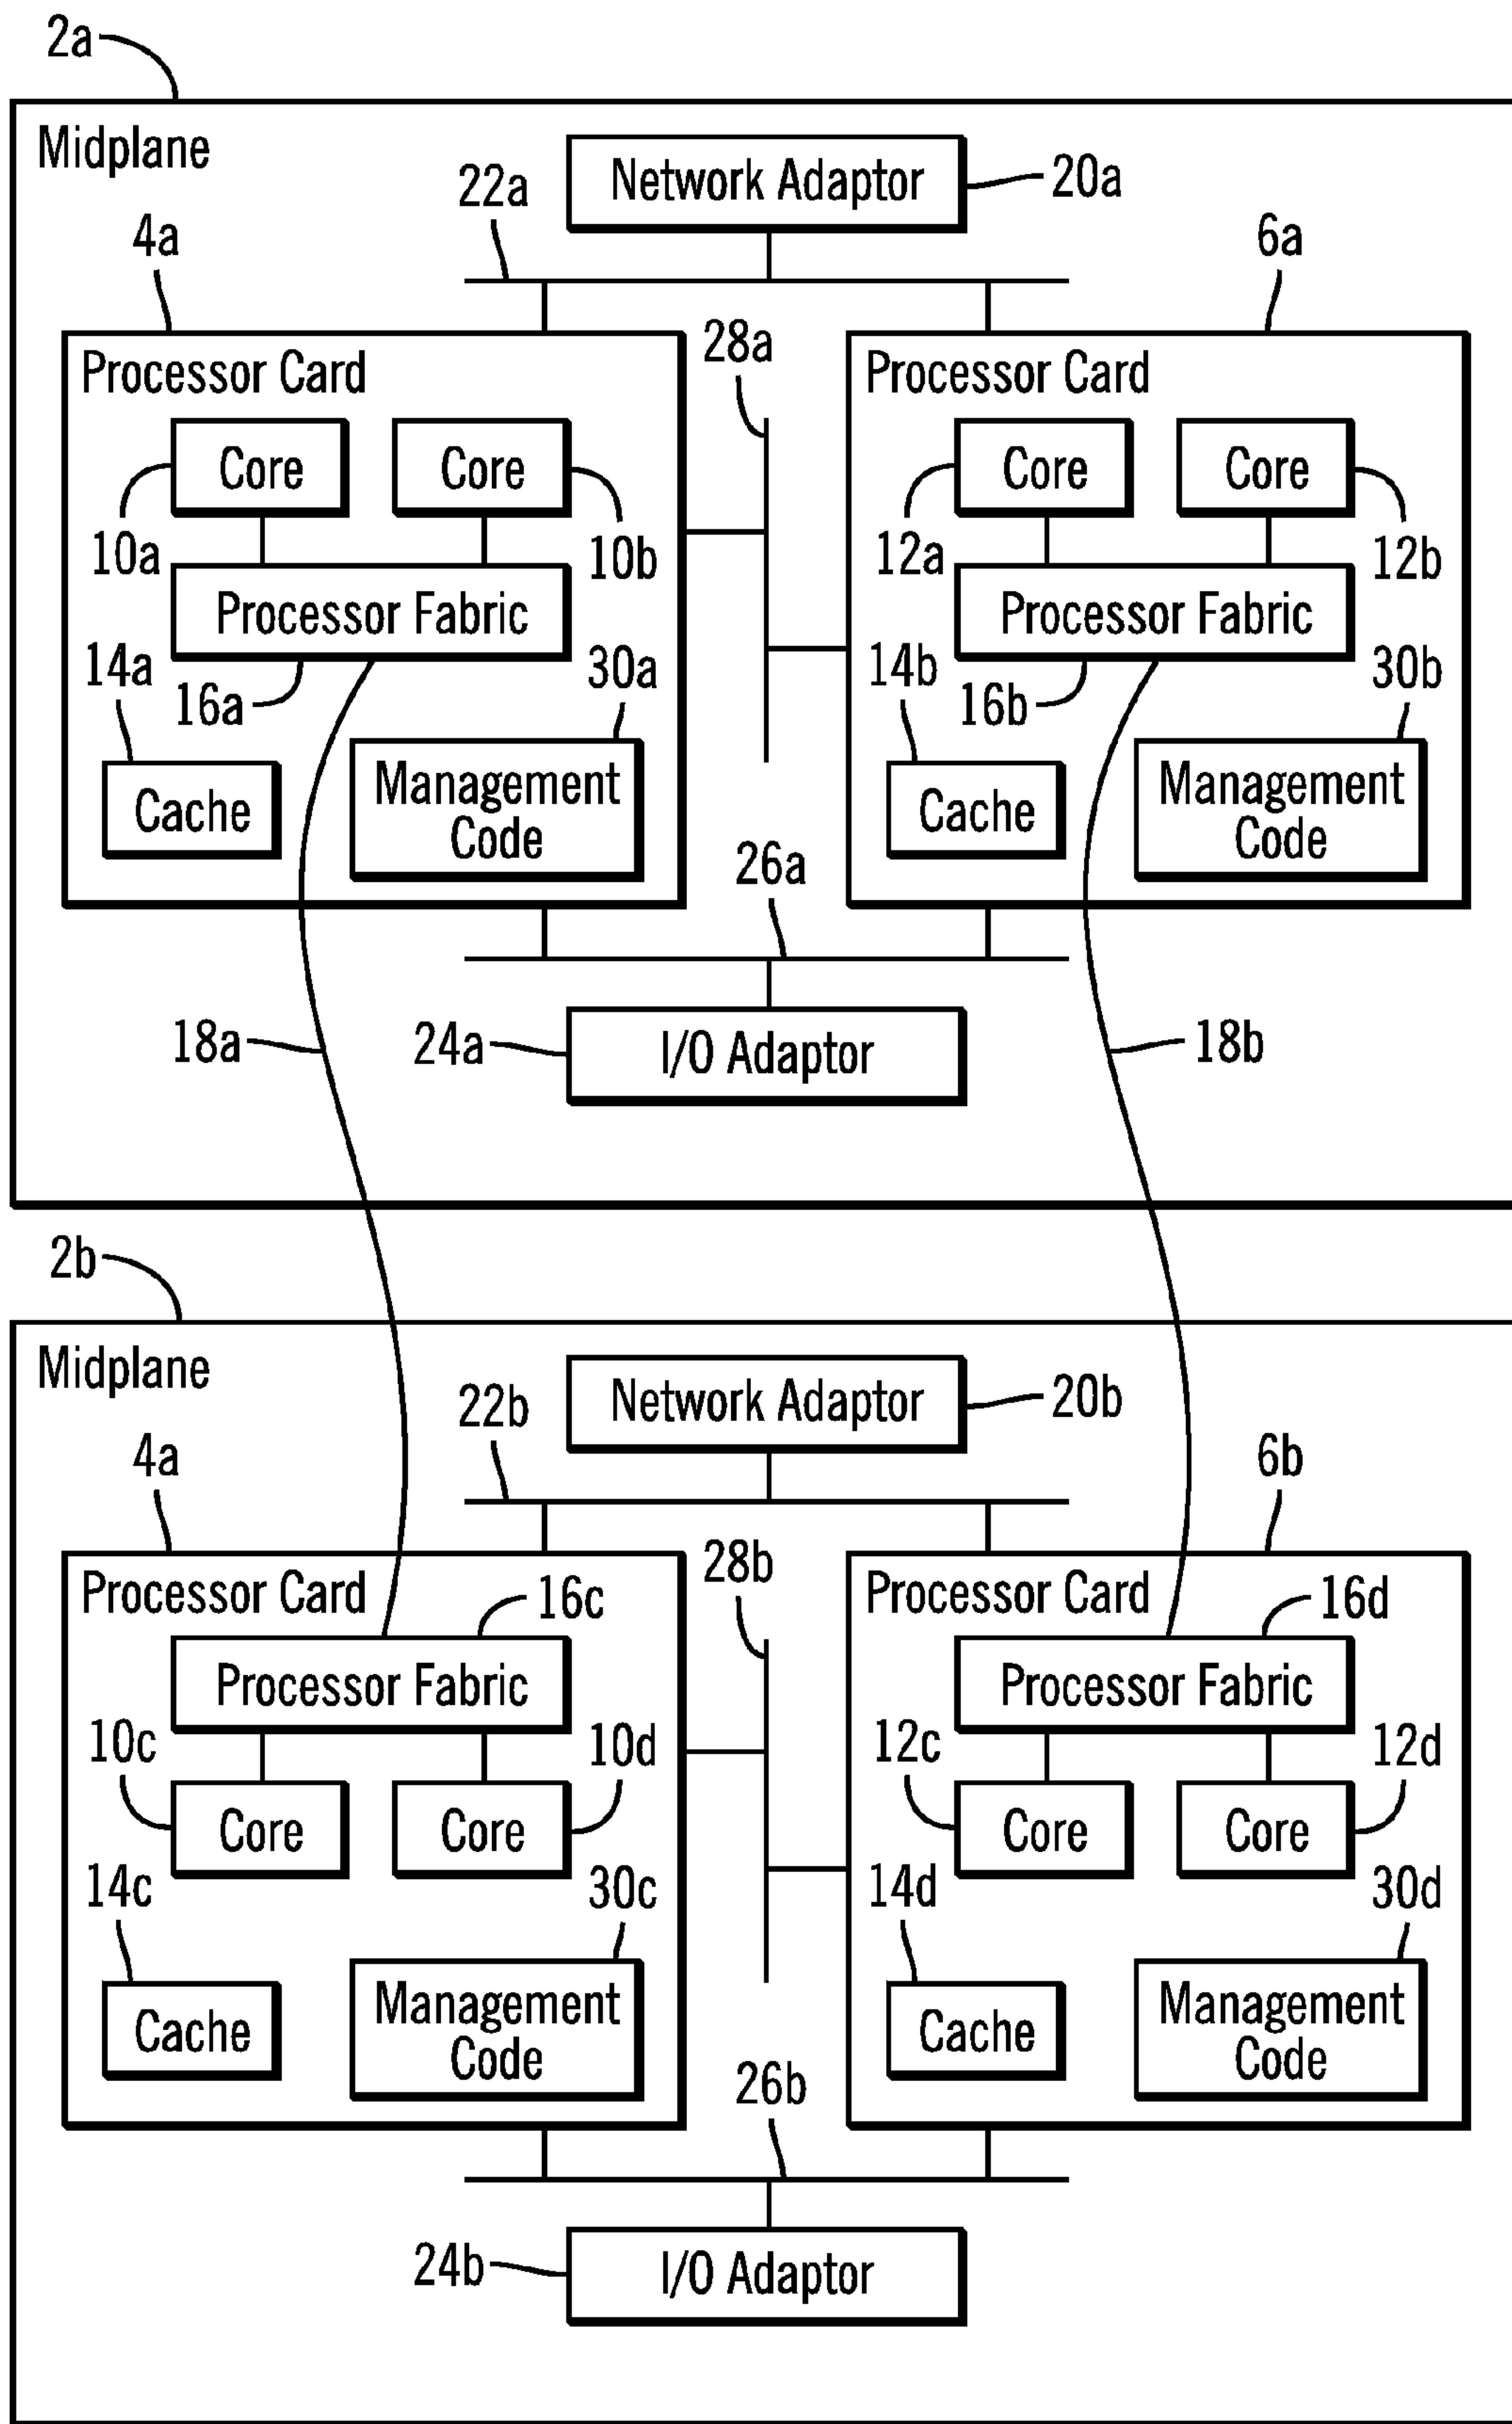 2a
Midplane
Network Adaptor
20a
22a
4a
6a
28a
Processor Card
Processor Card
Core
Core
Core
Core
10a
10b
12a
12b
Processor Fabric
Processor Fabric
14a
16a
30a
14b
16b
30b
Cache
Management
Code
Cache
Management
Code
26a
18a
24a
I/O Adaptor
18b
2b
Midplane
Network Adaptor
20b
22b
4a
6b
28b
Processor Card
16c
Processor Card
16d
Processor Fabric
Processor Fabric
10c
10d
12c
12d
Core
Core
Core
Core
14c
30c
14d
30d
Cache
Management
Code
Cache
Management
Code
26b
24b
I/O Adaptor